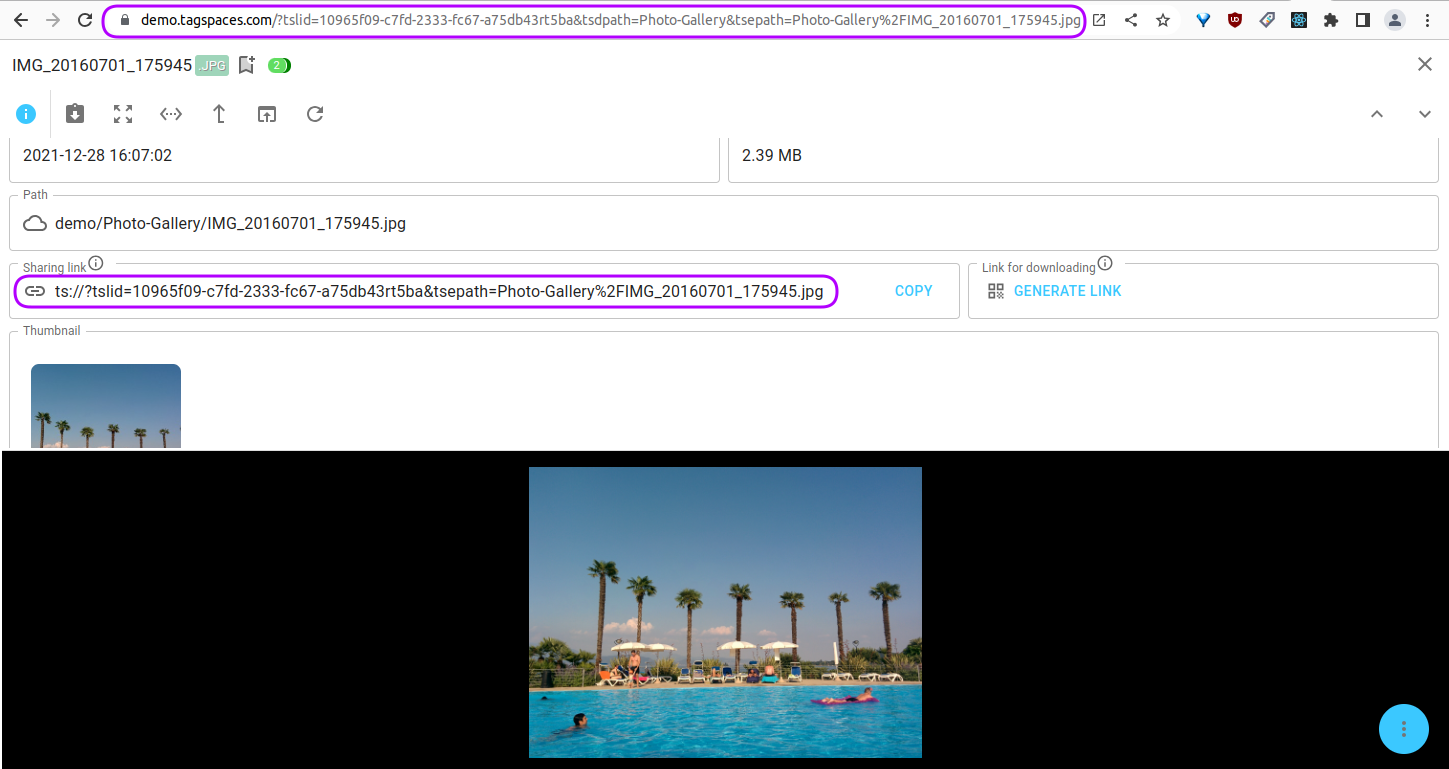 demo.tagspaces.com/?tslid=10965f09-c7fd-2333-fc67-a75db43rt5ba&tsdpath=Photo-Gallery&tsepath=Photo-Gallery%2FIMG_20160701_175945.jpg
IMG_20160701_175945 .JPG 2
2021-12-28 16:07:02 2.39 MB
Path
demo/Photo-Gallery/IMG_20160701_175945.jpg
Sharing link Link for downloading
ts://?tslid=10965f09-c7fd-2333-fc67-a75db43rt5ba&tsepath=Photo-Gallery%2FIMG_20160701_175945.jpg COPY GENERATE LINK
Thumbnail